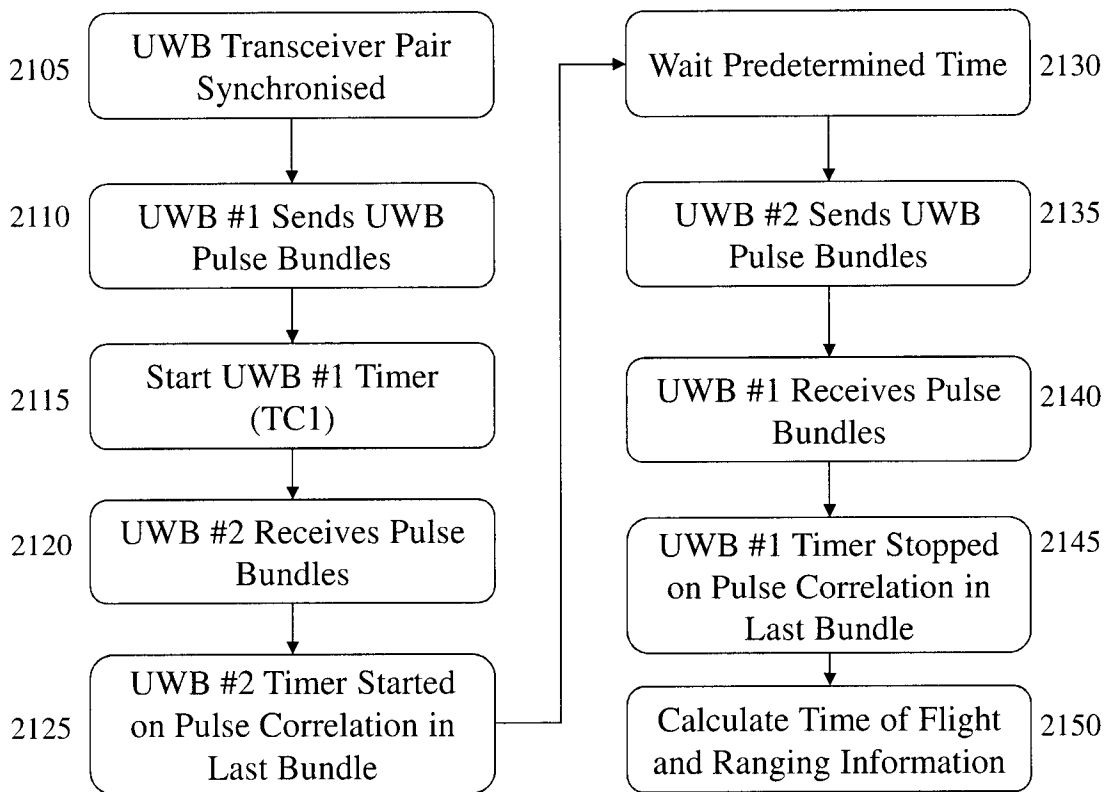 2105
UWB Transceiver Pair
Synchronised
2110
UWB #1 Sends UWB
Pulse Bundles
2115
Start UWB #1 Timer
(TC1)
2120
UWB #2 Receives Pulse
Bundles
2125
UWB #2 Timer Started
on Pulse Correlation in
Last Bundle
Wait Predetermined Time
2130
UWB #2 Sends UWB
Pulse Bundles
2135
UWB #1 Receives Pulse
Bundles
2140
UWB #1 Timer Stopped
on Pulse Correlation in
Last Bundle
2145
Calculate Time of Flight
and Ranging Information
2150